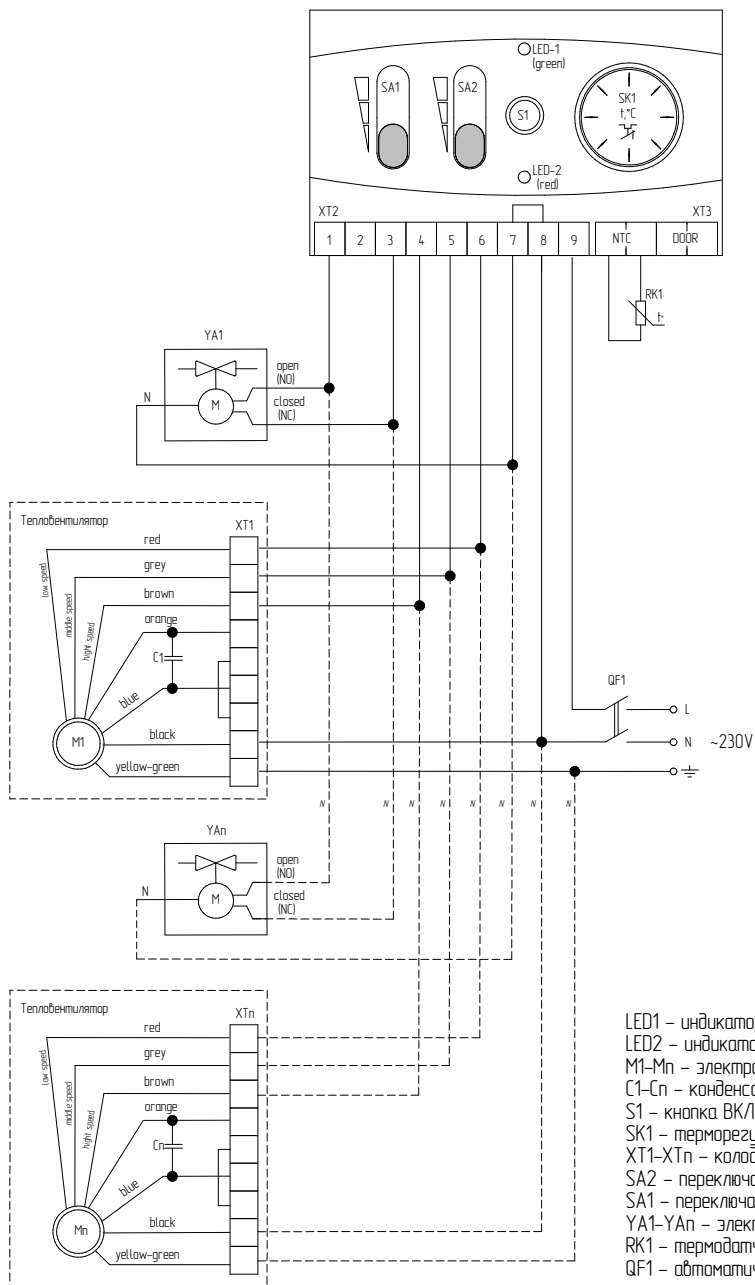 LED-1
(green)
SA1
SA2
S1
SK1
t,°C
LED-2
(red)
XT2
XT3
1 2 3 4 5 6 7 8 9
NTC
DOOR
RK1
t°
YA1
open
(NO)
N
M
closed
(NC)
Тепловентилятор
XT1
red
grey
brown
orange
low speed
middle speed
hight speed
C1
blue
M1
black
yellow-green
QF1
L
N
~230V
N N N N N N N N
YAn
open
(NO)
N
M
closed
(NC)
Тепловентилятор
XTn
red
grey
brown
orange
low speed
middle speed
hight speed
Cn
blue
Mn
black
yellow-green
LED1 – индикато
LED2 – индикато
M1-Mn – электро
C1-Cn – конденсо
S1 – кнопка ВКЛ
SK1 – терморегу
XT1-XTn – колод
SA2 – переключа
SA1 – переключа
YA1-YAn – элект
RK1 – термодатч
QF1 – автоматич